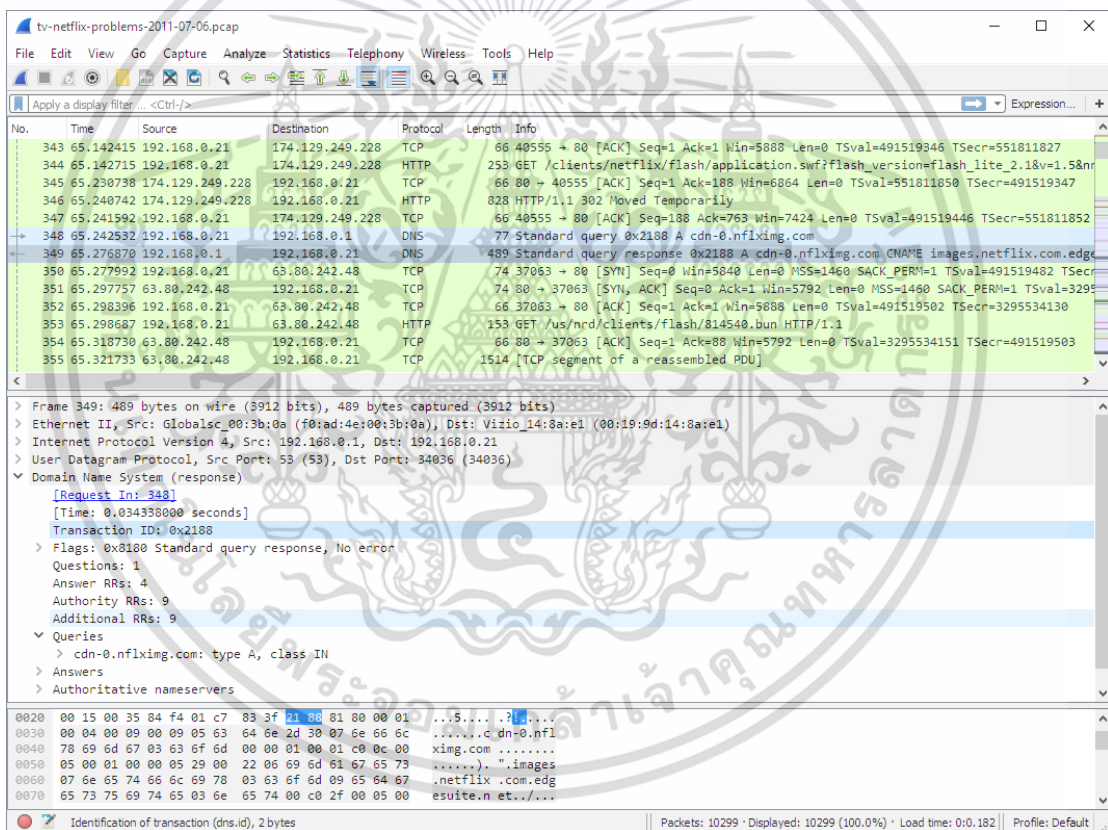 tv-netflix-problems-2011-07-06.pcap
File Edit View Go Capture Analyze Statistics Telephony Wireless Tools Help
Apply a display filter ... <Ctrl-/>
Expression... +
No. Time Source Destination Protocol Length Info
343 65.142415 192.168.0.21 174.129.249.228 TCP 66 40555 → 80 [ACK] Seq=1 Ack=1 Win=5888 Len=0 TSval=491519346 TSecr=551811827
344 65.142715 192.168.0.21 174.129.249.228 HTTP 253 GET /clients/netflix/flash/application.swf?flash_version=flash_lite_2.1&v=1.5&nr
345 65.230738 174.129.249.228 192.168.0.21 TCP 66 80 → 40555 [ACK] Seq=1 Ack=188 Win=6864 Len=0 TSval=551811850 TSecr=491519347
346 65.240742 174.129.249.228 192.168.0.21 HTTP 828 HTTP/1.1 302 Moved Temporarily
347 65.241592 192.168.0.21 174.129.249.228 TCP 66 40555 → 80 [ACK] Seq=188 Ack=763 Win=7424 Len=0 TSval=491519446 TSecr=551811852
348 65.242532 192.168.0.21 192.168.0.1 DNS 77 Standard query 0x2188 A cdn-0.nflximg.com
349 65.276870 192.168.0.1 192.168.0.21 DNS 489 Standard query response 0x2188 A cdn-0.nflximg.com CNAME images.netflix.com.edge
350 65.277992 192.168.0.21 63.80.242.48 TCP 74 37063 → 80 [SYN] Seq=0 Win=5840 Len=0 MSS=1460 SACK_PERM=1 TSval=491519482 TSecr
351 65.297757 63.80.242.48 192.168.0.21 TCP 74 80 → 37063 [SYN, ACK] Seq=0 Ack=1 Win=5792 Len=0 MSS=1460 SACK_PERM=1 TSval=3295
352 65.298396 192.168.0.21 63.80.242.48 TCP 66 37063 → 80 [ACK] Seq=1 Ack=1 Win=5888 Len=0 TSval=491519502 TSecr=3295534130
353 65.298687 192.168.0.21 63.80.242.48 HTTP 153 GET /us/nrd/clients/flash/814540.bun HTTP/1.1
354 65.318730 63.80.242.48 192.168.0.21 TCP 66 80 → 37063 [ACK] Seq=1 Ack=88 Win=5792 Len=0 TSval=3295534151 TSecr=491519503
355 65.321733 63.80.242.48 192.168.0.21 TCP 1514 [TCP segment of a reassembled PDU]
Frame 349: 489 bytes on wire (3912 bits), 489 bytes captured (3912 bits)
Ethernet II, Src: Globalsc_00:3b:0a (f0:ad:4e:00:3b:0a), Dst: Vizio_14:8a:e1 (00:19:9d:14:8a:e1)
Internet Protocol Version 4, Src: 192.168.0.1, Dst: 192.168.0.21
User Datagram Protocol, Src Port: 53 (53), Dst Port: 34036 (34036)
Domain Name System (response)
[Request In: 348]
[Time: 0.034338000 seconds]
Transaction ID: 0x2188
Flags: 0x8180 Standard query response, No error
Questions: 1
Answer RRs: 4
Authority RRs: 9
Additional RRs: 9
Queries
cdn-0.nflximg.com: type A, class IN
Answers
Authoritative nameservers
0020 00 15 00 35 84 f4 01 c7 83 3f 21 88 81 80 00 01 ...5.... .?!.....
0030 00 04 00 09 00 09 05 63 64 6e 2d 30 07 6e 66 6c .......c dn-0.nfl
0040 78 69 6d 67 03 63 6f 6d 00 00 01 00 01 c0 0c 00 ximg.com ........
0050 05 00 01 00 00 05 29 00 22 06 69 6d 61 67 65 73 ......). ".images
0060 07 6e 65 74 66 6c 69 78 03 63 6f 6d 09 65 64 67 .netflix .com.edg
0070 65 73 75 69 74 65 03 6e 65 74 00 c0 2f 00 05 00 esuite.n et../...
Identification of transaction (dns.id), 2 bytes
Packets: 10299 · Displayed: 10299 (100.0%) · Load time: 0:0.182
Profile: Default